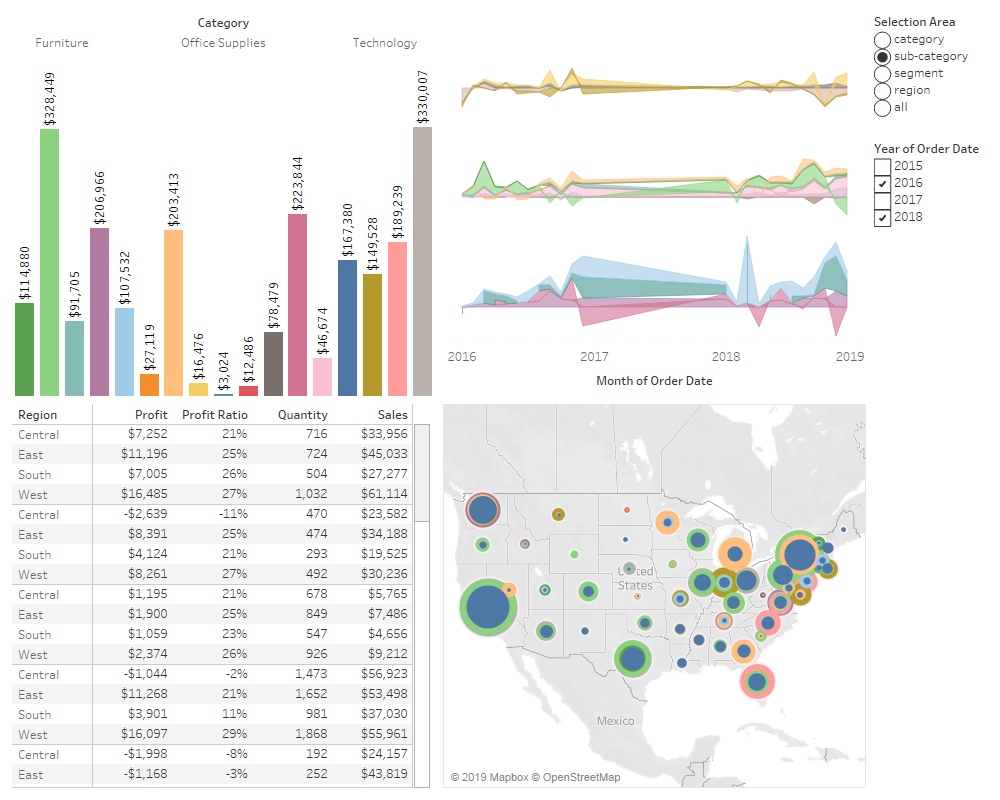 Category
Furniture Office Supplies Technology
$114,880
$328,449
$91,705
$206,966
$107,532
$27,119
$203,413
$16,476
$3,024
$12,486
$78,479
$223,844
$46,674
$167,380
$149,528
$189,239
$330,007
2016 2017 2018 2019
Month of Order Date
Selection Area
category
sub-category
segment
region
all
Year of Order Date
2015
2016
2017
2018
Region Profit Profit Ratio Quantity Sales
Central $7,252 21% 716 $33,956
East $11,196 25% 724 $45,033
South $7,005 26% 504 $27,277
West $16,485 27% 1,032 $61,114
Central -$2,639 -11% 470 $23,582
East $8,391 25% 474 $34,188
South $4,124 21% 293 $19,525
West $8,261 27% 492 $30,236
Central $1,195 21% 678 $5,765
East $1,900 25% 849 $7,486
South $1,059 23% 547 $4,656
West $2,374 26% 926 $9,212
Central -$1,044 -2% 1,473 $56,923
East $11,268 21% 1,652 $53,498
South $3,901 11% 981 $37,030
West $16,097 29% 1,868 $55,961
Central -$1,998 -8% 192 $24,157
East -$1,168 -3% 252 $43,819
United
States
Mexico
© 2019 Mapbox © OpenStreetMap